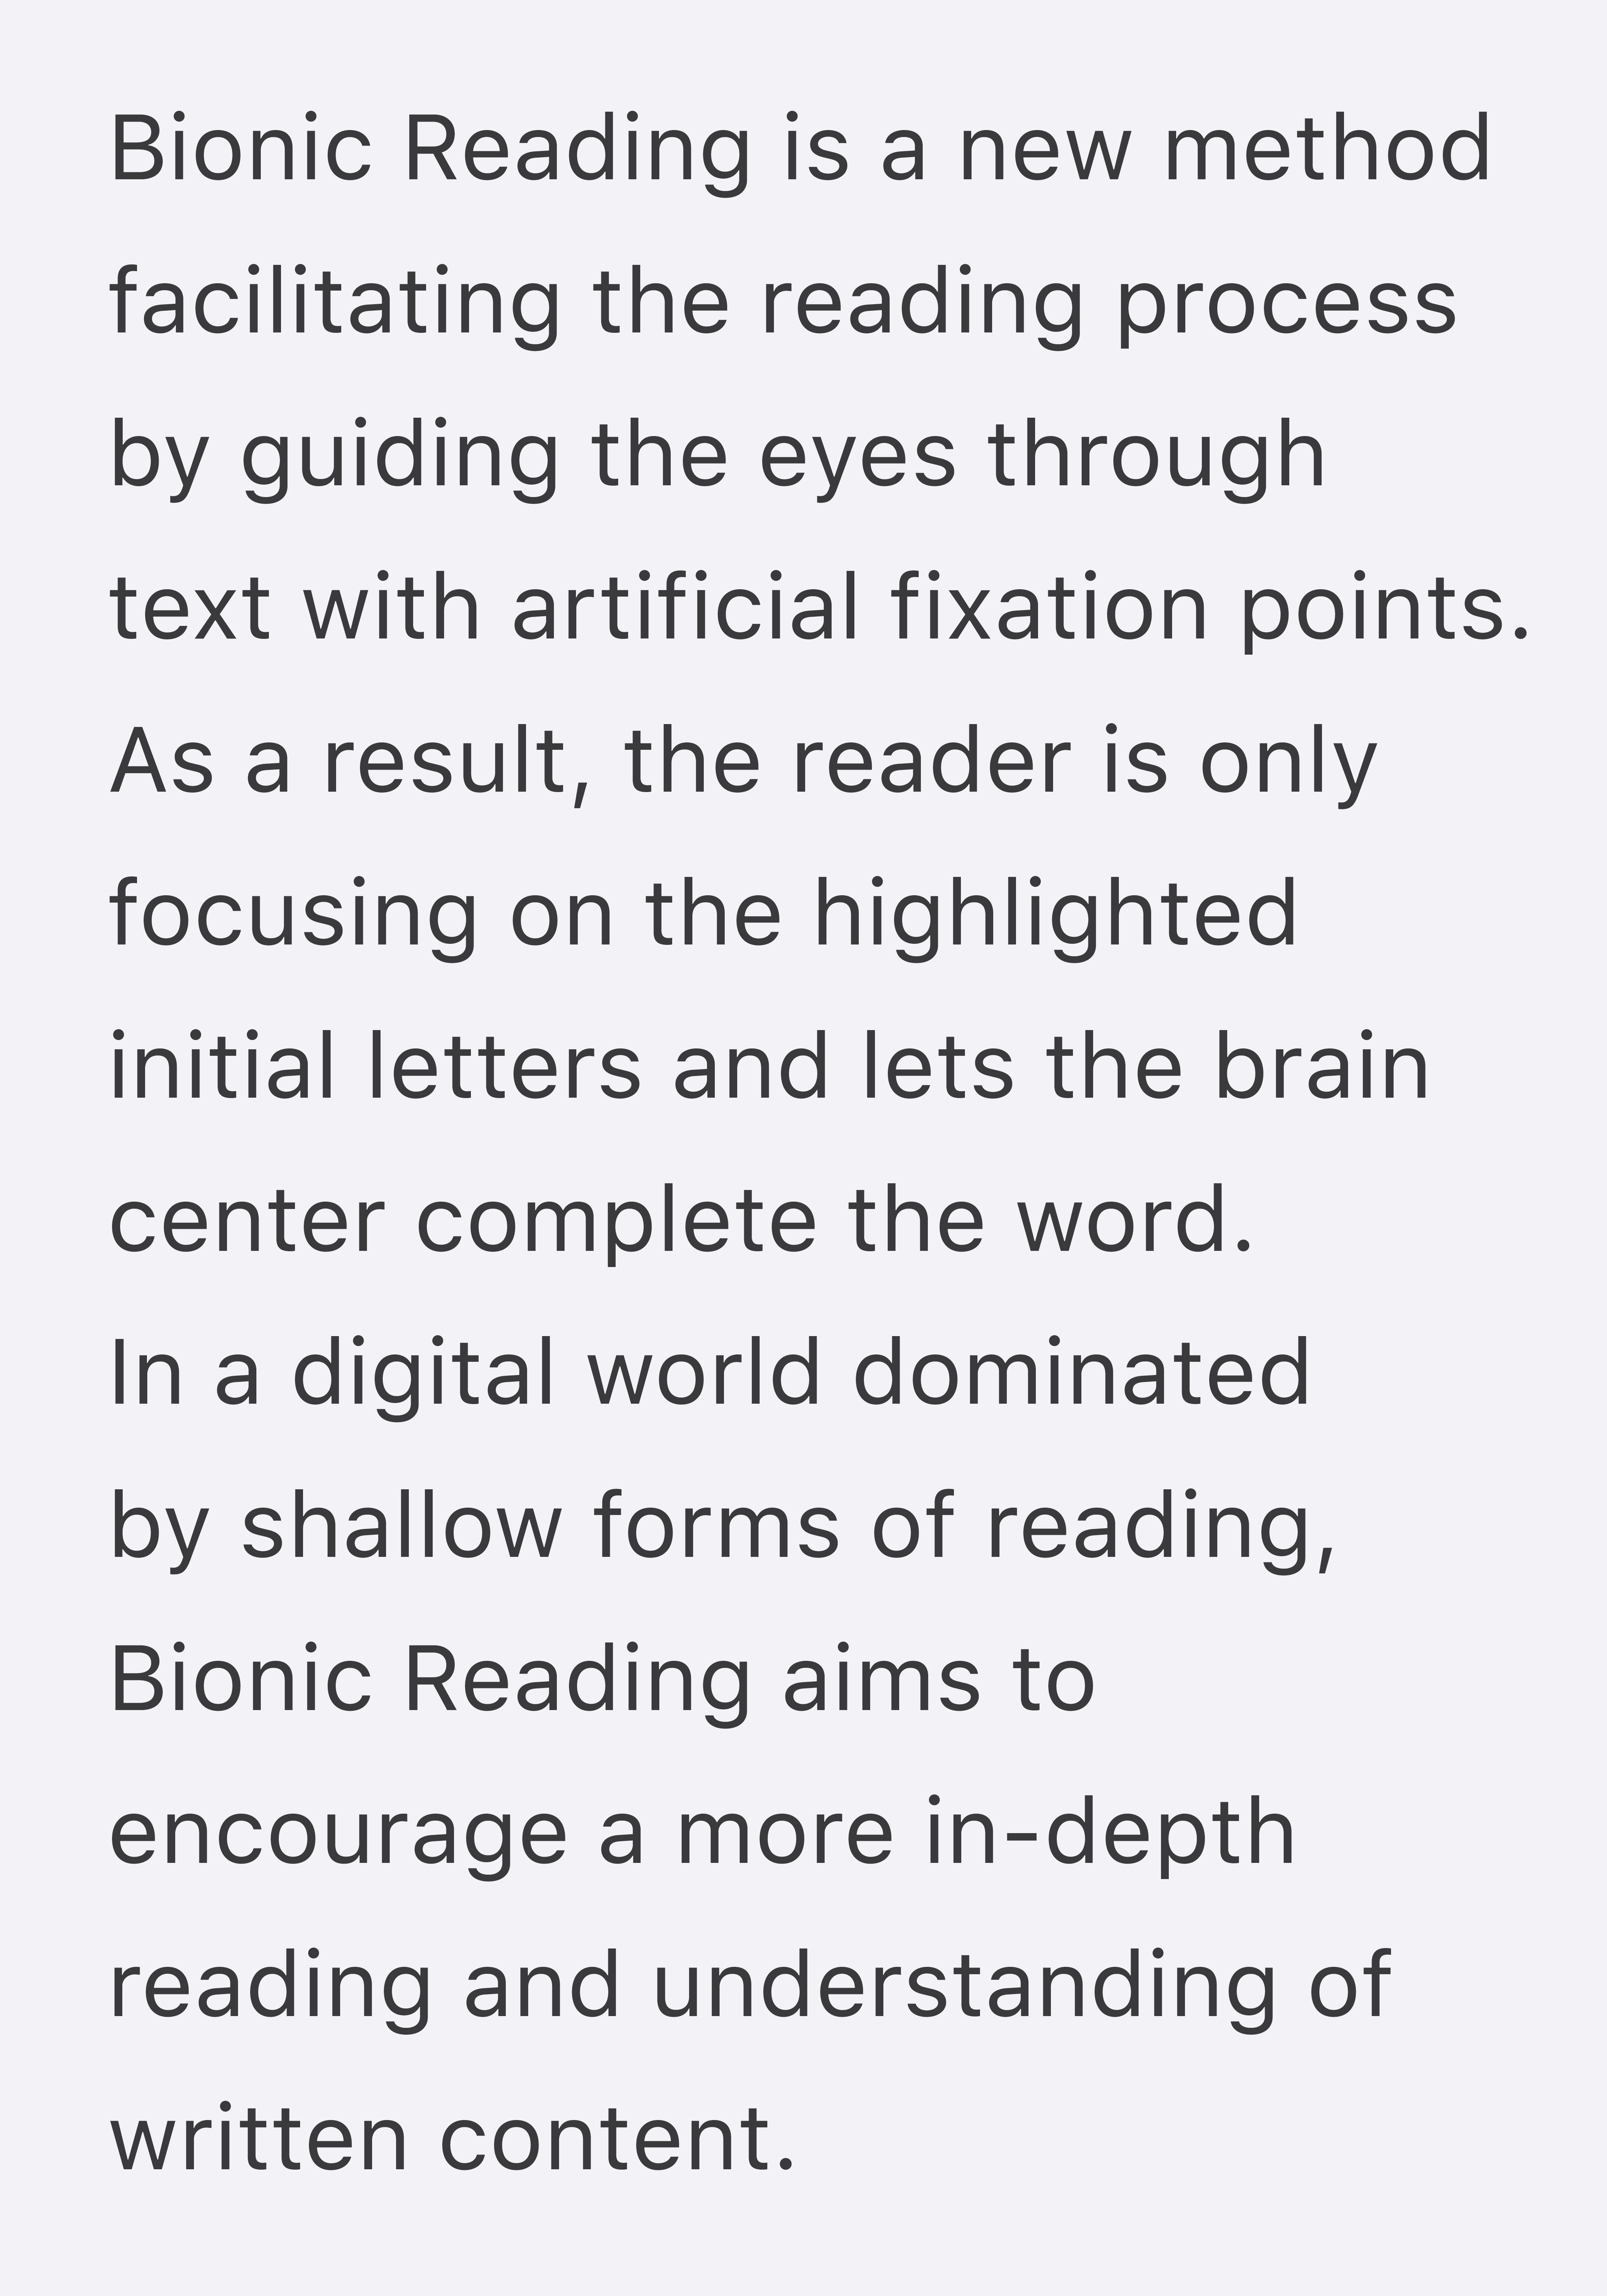 Bionic Reading is a new method
facilitating the reading process
by guiding the eyes through
text with artificial fixation points.
As a result, the reader is only
focusing on the highlighted
initial letters and lets the brain
center complete the word.
In a digital world dominated
by shallow forms of reading,
Bionic Reading aims to
encourage a more in-depth
reading and understanding of
written content.